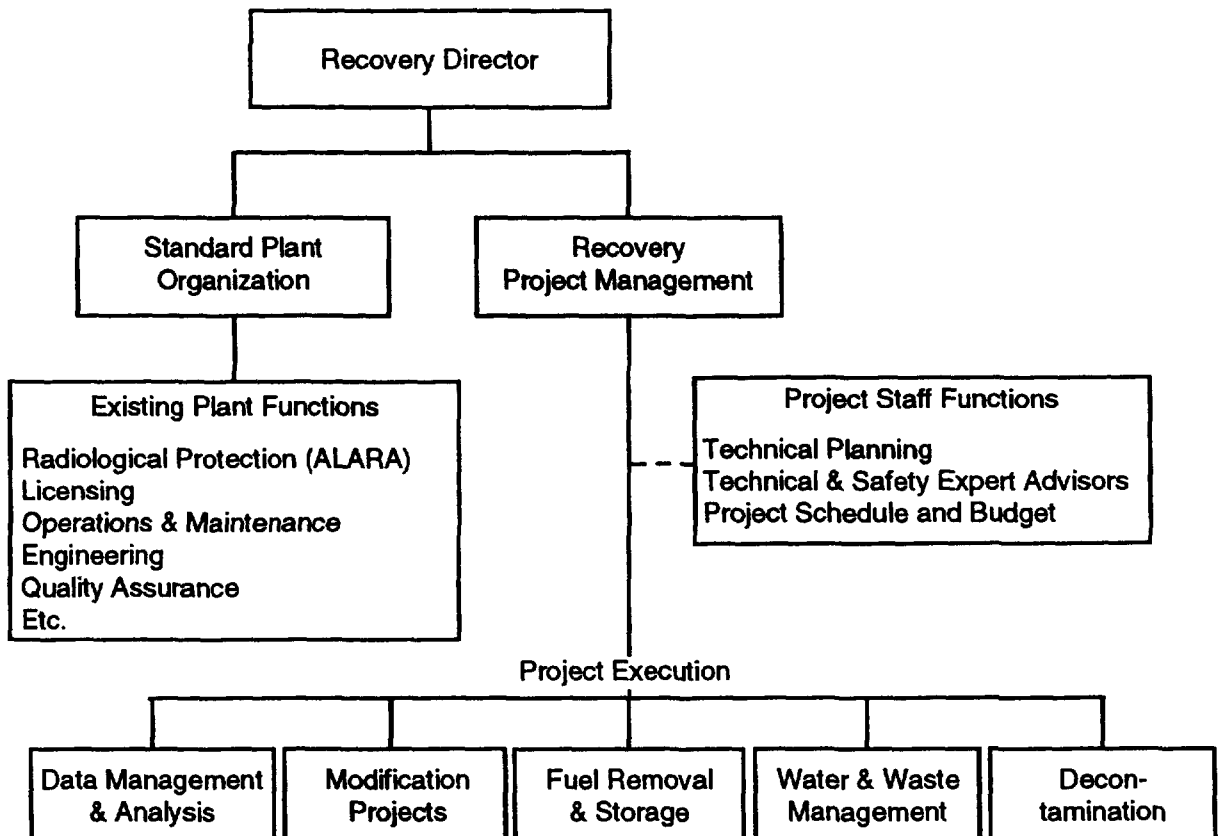 Recovery Director
Standard Plant
Organization
Recovery
Project Management
Existing Plant Functions
Radiological Protection (ALARA)
Licensing
Operations & Maintenance
Engineering
Quality Assurance
Etc.
Project Staff Functions
Technical Planning
Technical & Safety Expert Advisors
Project Schedule and Budget
Project Execution
Data Management
& Analysis
Modification
Projects
Fuel Removal
& Storage
Water & Waste
Management
Decon-
tamination